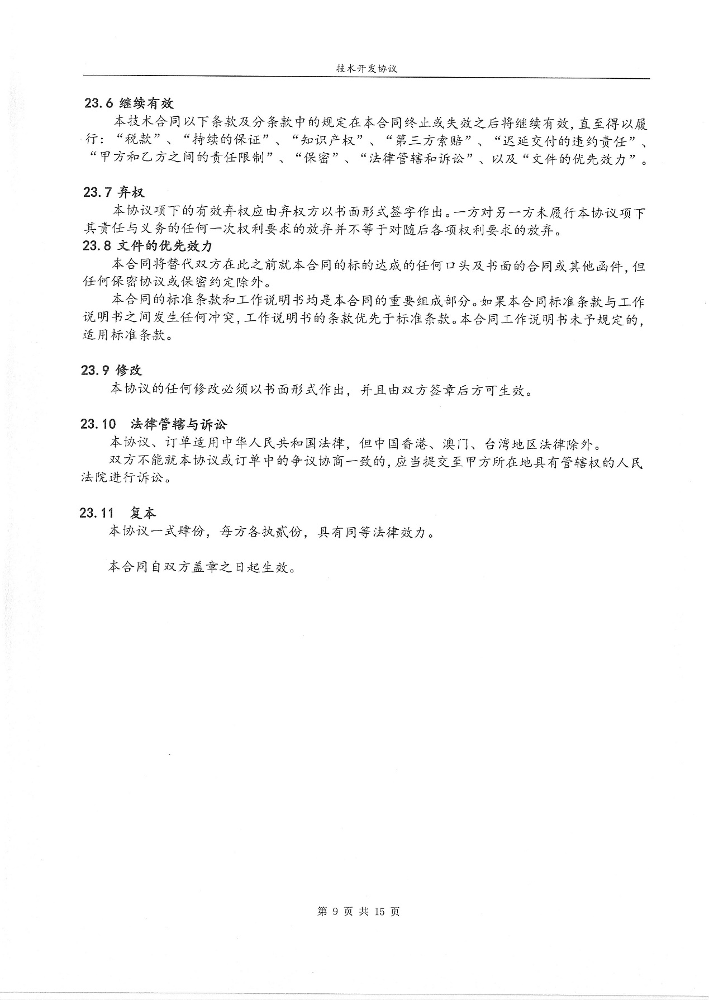 技术开发协议
23.6 继续有效
本技术合同以下条款及分条款中的规定在本合同终止或失效之后将继续有效，直至得以履
行：“税款”、“持续的保证”、“知识产权”、“第三方索赔”、“迟延交付的违约责任”、
“甲方和乙方之间的责任限制”、“保密”、“法律管辖和诉讼”、以及“文件的优先效力”。
23.7 弃权
本协议项下的有效弃权应由弃权方以书面形式签字作出。一方对另一方未履行本协议项下
其责任与义务的任何一次权利要求的放弃并不等于对随后各项权利要求的放弃。
23.8 文件的优先效力
本合同将替代双方在此之前就本合同的标的达成的任何口头及书面的合同或其他函件，但
任何保密协议或保密约定除外。
本合同的标准条款和工作说明书均是本合同的重要组成部分。如果本合同标准条款与工作
说明书之间发生任何冲突，工作说明书的条款优先于标准条款。本合同工作说明书未予规定的，
适用标准条款。
23.9 修改
本协议的任何修改必须以书面形式作出，并且由双方签章后方可生效。
23.10 法律管辖与诉讼
本协议、订单适用中华人民共和国法律，但中国香港、澳门、台湾地区法律除外。
双方不能就本协议或订单中的争议协商一致的，应当提交至甲方所在地具有管辖权的人民
法院进行诉讼。
23.11 复本
本协议一式肆份，每方各执贰份，具有同等法律效力。
本合同自双方盖章之日起生效。
第 9 页 共 15 页